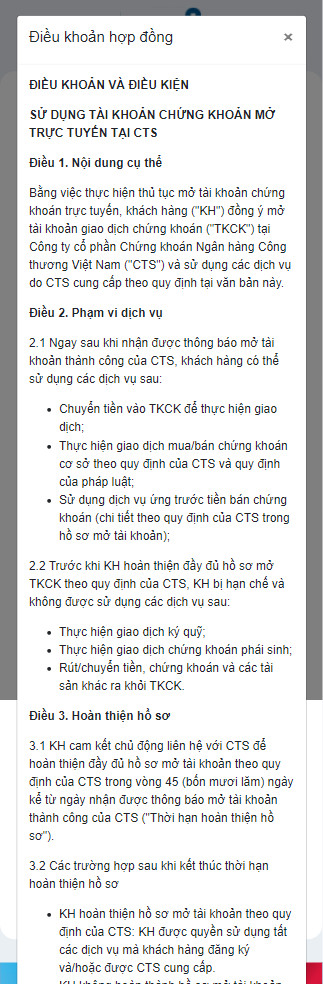 Điều khoản hợp đồng
×
ĐIỀU KHOẢN VÀ ĐIỀU KIỆN
SỬ DỤNG TÀI KHOẢN CHỨNG KHOÁN MỞ
TRỰC TUYẾN TẠI CTS
Điều 1. Nội dung cụ thể
Bằng việc thực hiện thủ tục mở tài khoản chứng
khoán trực tuyến, khách hàng ("KH") đồng ý mở
tài khoản giao dịch chứng khoán ("TKCK") tại
Công ty cổ phần Chứng khoán Ngân hàng Công
thương Việt Nam ("CTS") và sử dụng các dịch vụ
do CTS cung cấp theo quy định tại văn bản này.
Điều 2. Phạm vi dịch vụ
2.1 Ngay sau khi nhận được thông báo mở tài
khoản thành công của CTS, khách hàng có thể
sử dụng các dịch vụ sau:
• Chuyển tiền vào TKCK để thực hiện giao
dịch;
• Thực hiện giao dịch mua/bán chứng khoán
cơ sở theo quy định của CTS và quy định
của pháp luật;
• Sử dụng dịch vụ ứng trước tiền bán chứng
khoán (chi tiết theo quy định của CTS trong
hồ sơ mở tài khoản);
2.2 Trước khi KH hoàn thiện đầy đủ hồ sơ mở
TKCK theo quy định của CTS, KH bị hạn chế và
không được sử dụng các dịch vụ sau:
• Thực hiện giao dịch ký quỹ;
• Thực hiện giao dịch chứng khoán phái sinh;
• Rút/chuyển tiền, chứng khoán và các tài
sản khác ra khỏi TKCK.
Điều 3. Hoàn thiện hồ sơ
3.1 KH cam kết chủ động liên hệ với CTS để
hoàn thiện đầy đủ hồ sơ mở tài khoản theo quy
định của CTS trong vòng 45 (bốn mươi lăm) ngày
kể từ ngày nhận được thông báo mở tài khoản
thành công của CTS ("Thời hạn hoàn thiện hồ
sơ").
3.2 Các trường hợp sau khi kết thúc thời hạn
hoàn thiện hồ sơ
• KH hoàn thiện hồ sơ mở tài khoản theo quy
định của CTS: KH được quyền sử dụng tất
các dịch vụ mà khách hàng đăng ký
và/hoặc được CTS cung cấp.
• KH không hoàn thành hồ sơ mở tài khoản